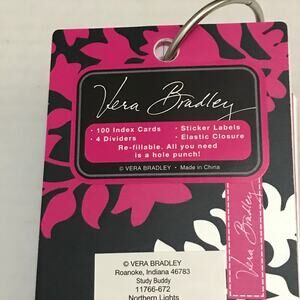 Vera Bradley
• 100 Index Cards • Sticker Labels
• 4 Dividers • Elastic Closure
Re-fillable. All you need
is a hole punch!
© VERA BRADLEY • Made in China
Vera Bradley
© VERA BRADLEY
Roanoke, Indiana 46783
Study Buddy
11766-672
Northern Lights